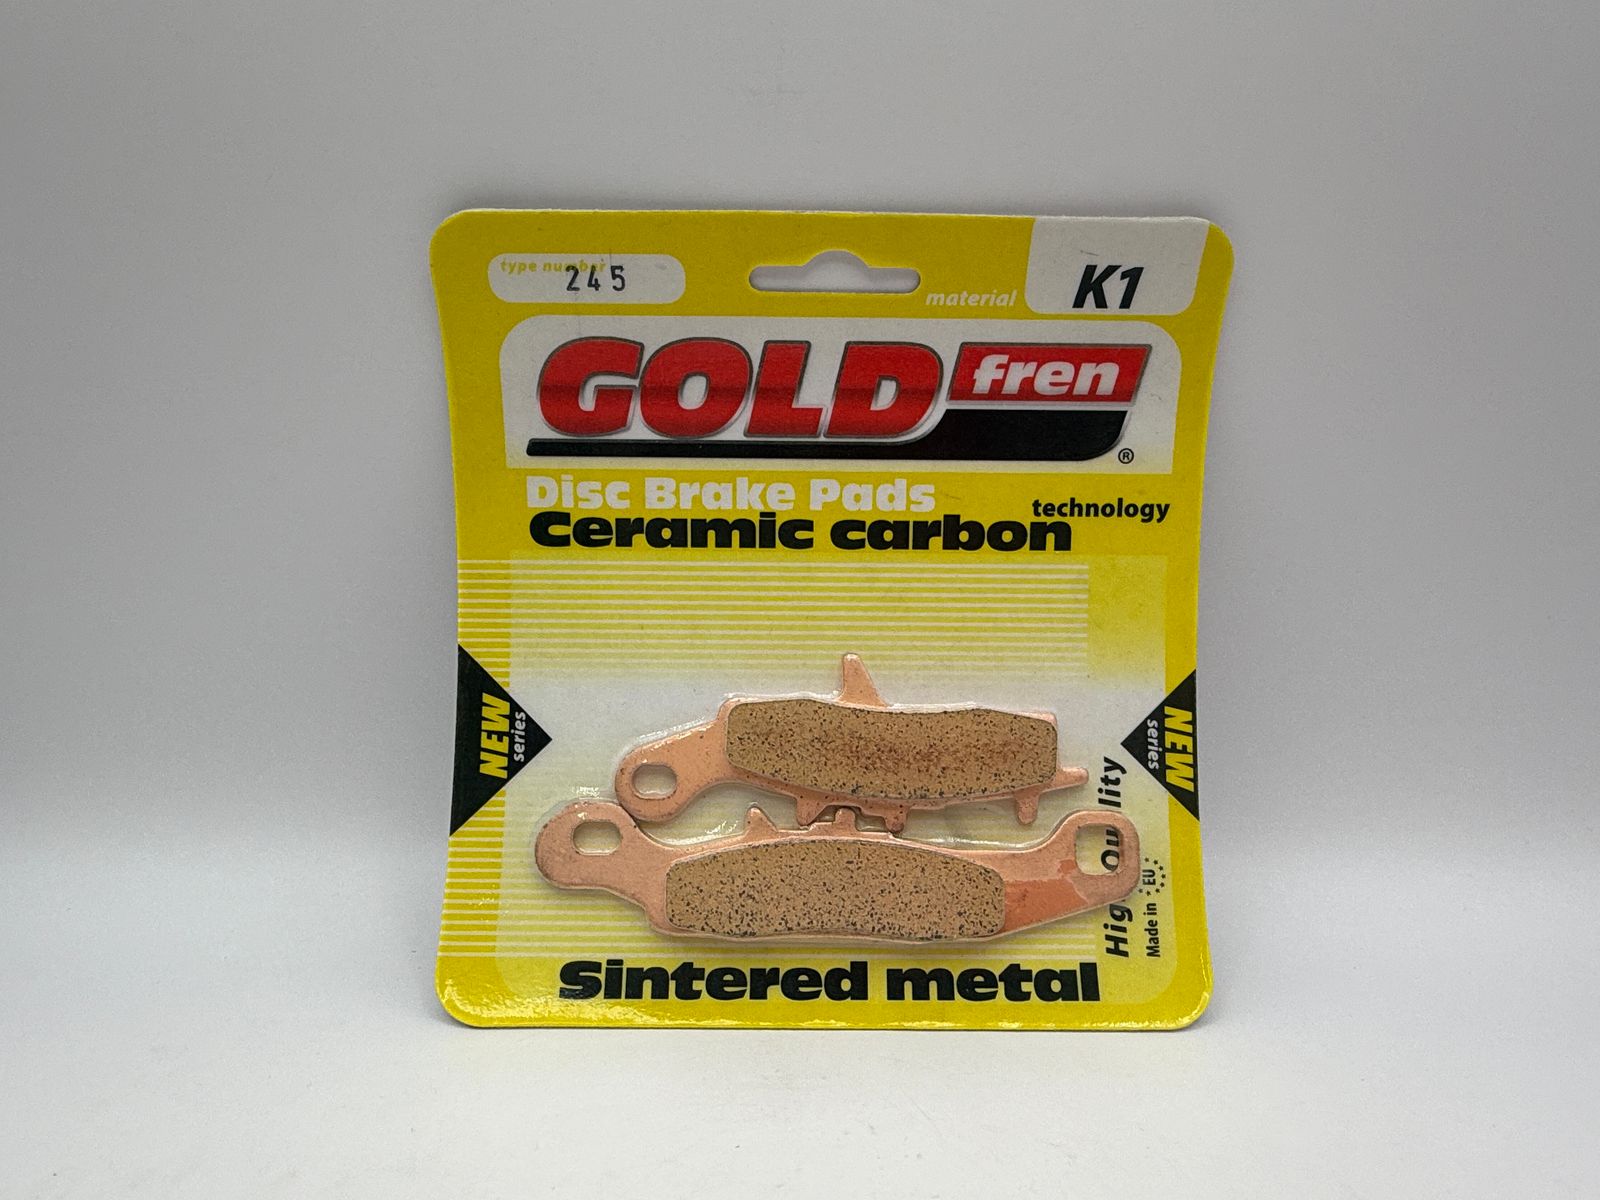 type number
245
material
K1
GOLD fren
®
Disc Brake Pads
technology
Ceramic carbon
NEW
series
NEW
series
High Quality
Made in EU
Sintered metal